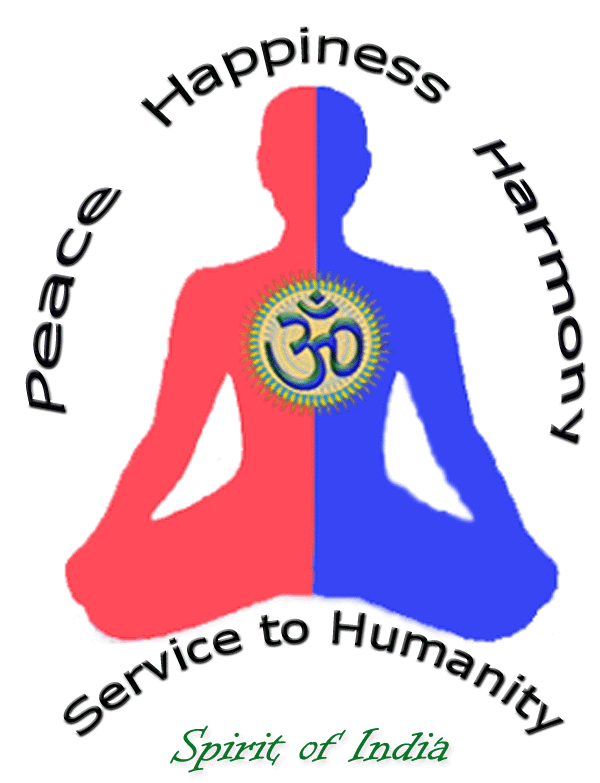 Peace
Happiness
Harmony
ॐ
Service to Humanity
Spirit of India